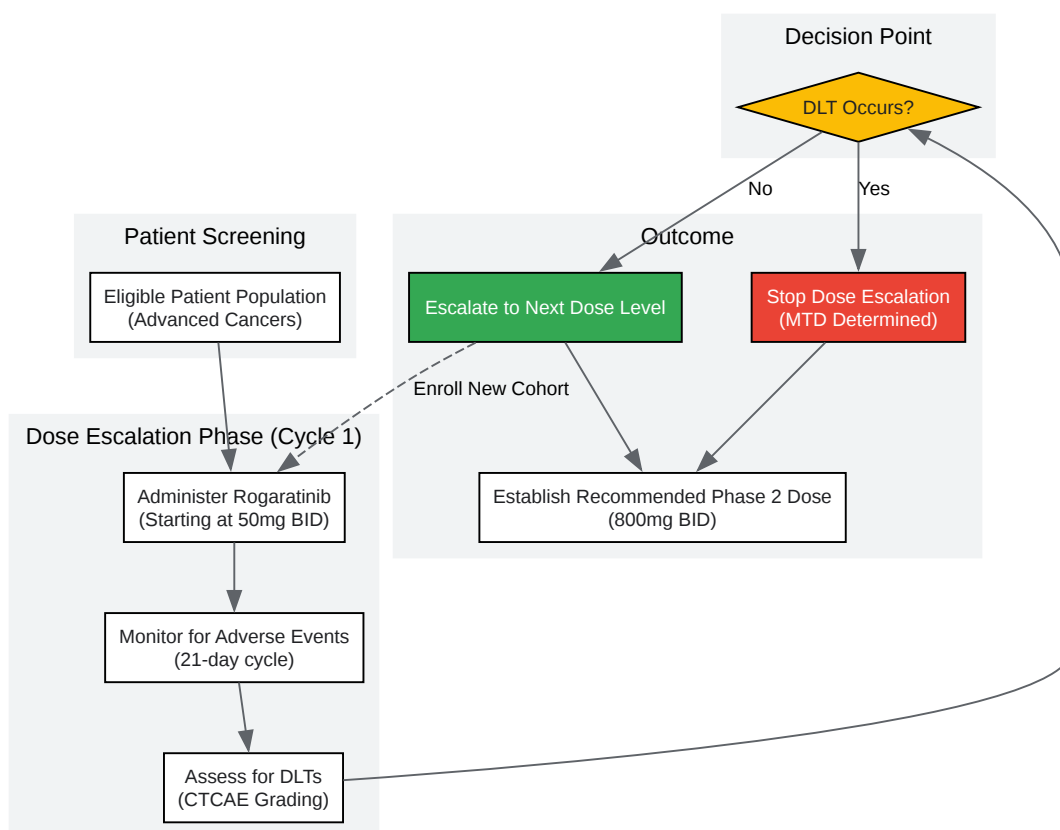 Decision Point
DLT Occurs?
No
Yes
Patient Screening
Eligible Patient Population
(Advanced Cancers)
Outcome
Escalate to Next Dose Level
Stop Dose Escalation
(MTD Determined)
Enroll New Cohort
Dose Escalation Phase (Cycle 1)
Administer Rogaratinib
(Starting at 50mg BID)
Establish Recommended Phase 2 Dose
(800mg BID)
Monitor for Adverse Events
(21-day cycle)
Assess for DLTs
(CTCAE Grading)